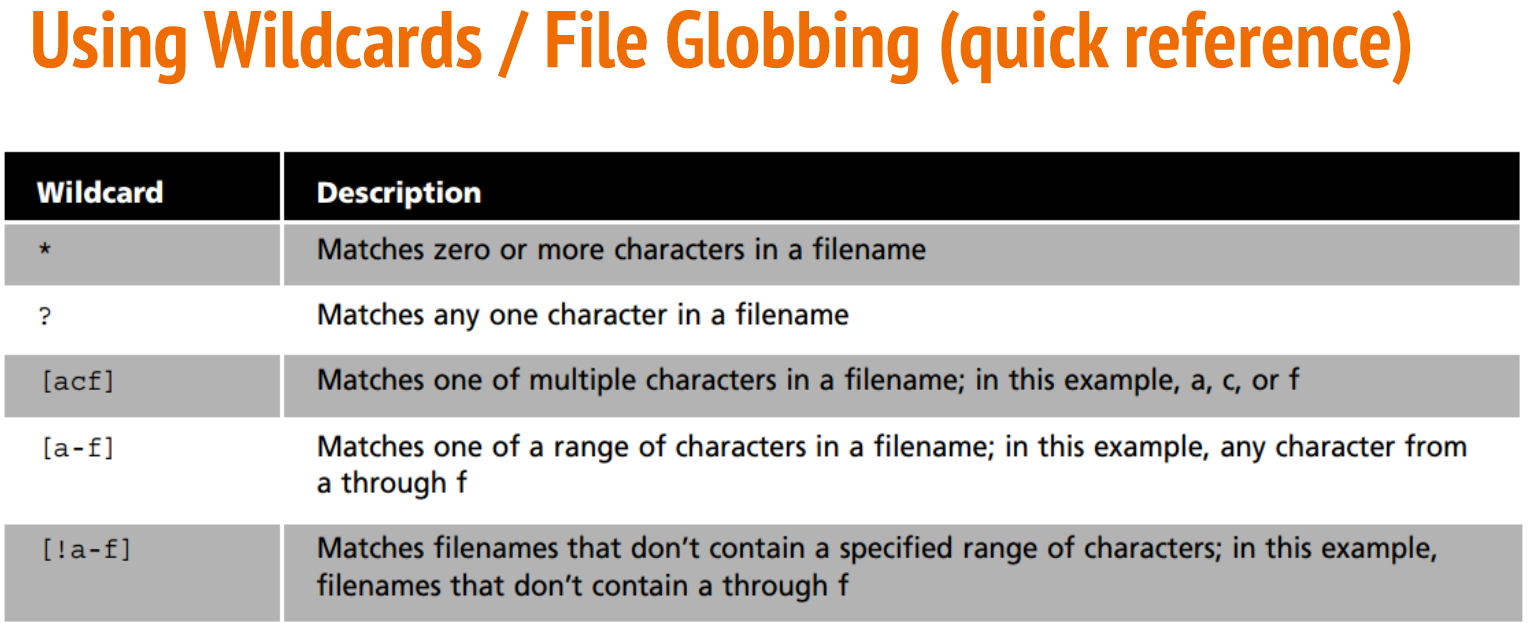 Using Wildcards / File Globbing (quick reference)
Wildcard Description
* Matches zero or more characters in a filename
? Matches any one character in a filename
[acf] Matches one of multiple characters in a filename; in this example, a, c, or f
[a-f] Matches one of a range of characters in a filename; in this example, any character from
a through f
[!a-f] Matches filenames that don’t contain a specified range of characters; in this example,
filenames that don’t contain a through f